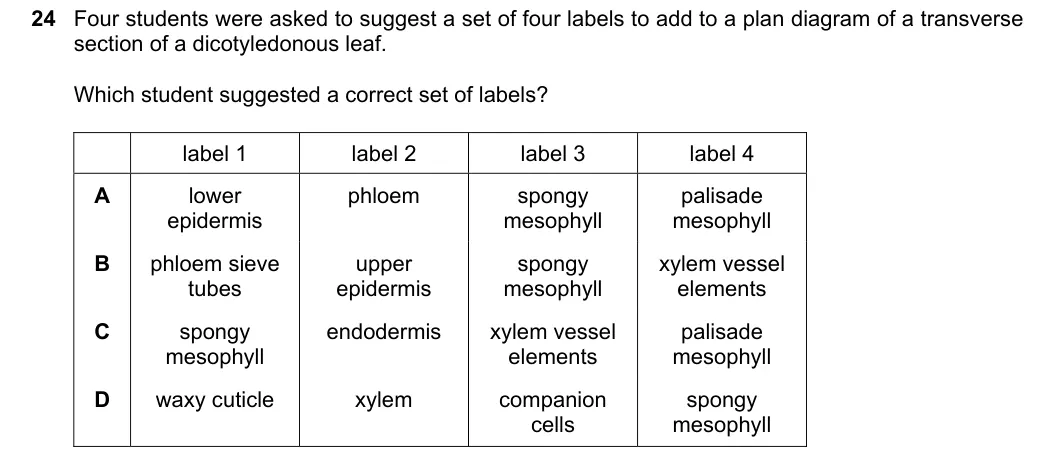 24 Four students were asked to suggest a set of four labels to add to a plan diagram of a transverse
section of a dicotyledonous leaf.
Which student suggested a correct set of labels?
label 1 label 2 label 3 label 4
A lower epidermis phloem spongy mesophyll palisade mesophyll
B phloem sieve tubes upper epidermis spongy mesophyll xylem vessel elements
C spongy mesophyll endodermis xylem vessel elements palisade mesophyll
D waxy cuticle xylem companion cells spongy mesophyll